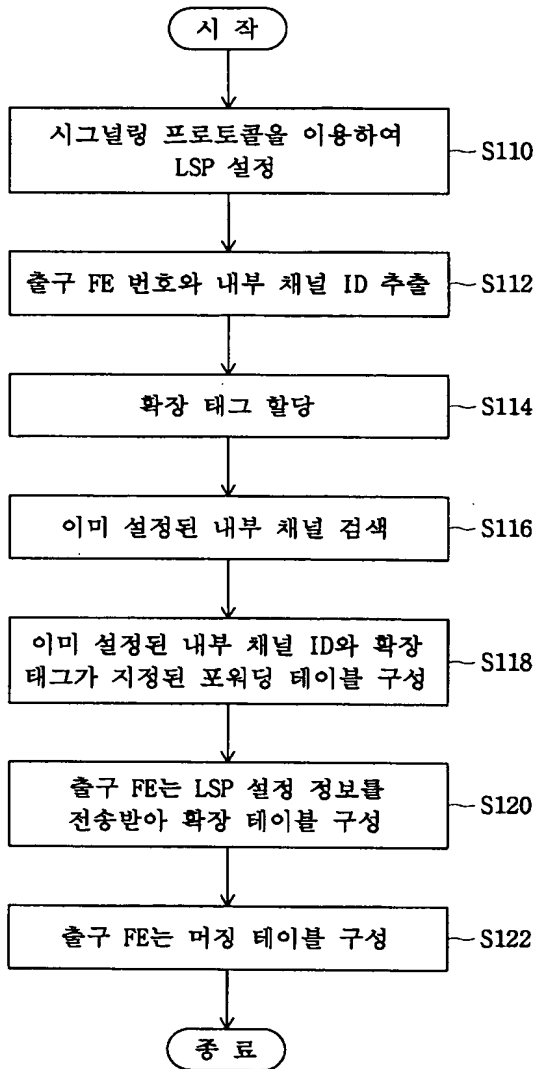 시 작
시그널링 프로토콜을 이용하여
LSP 설정
S110
출구 FE 번호와 내부 채널 ID 추출
S112
확장 태그 할당
S114
이미 설정된 내부 채널 검색
S116
이미 설정된 내부 채널 ID와 확장
태그가 지정된 포워딩 테이블 구성
S118
출구 FE는 LSP 설정 정보를
전송받아 확장 테이블 구성
S120
출구 FE는 머징 테이블 구성
S122
종 료